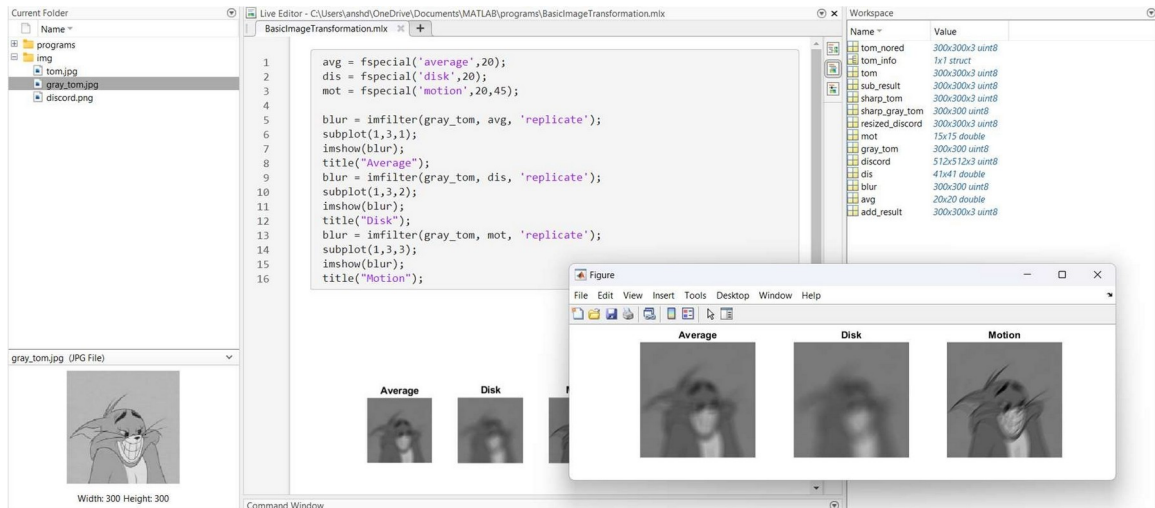 Current Folder
Name
programs
img
tom.jpg
gray_tom.jpg
discord.png
gray_tom.jpg (JPG File)
Width: 300 Height: 300
Live Editor - C:\Users\anshd\OneDrive\Documents\MATLAB\programs\BasicImageTransformation.mlx
BasicImageTransformation.mlx
1 avg = fspecial('average',20);
2 dis = fspecial('disk',20);
3 mot = fspecial('motion',20,45);
4
5 blur = imfilter(gray_tom, avg, 'replicate');
6 subplot(1,3,1);
7 imshow(blur);
8 title("Average");
9 blur = imfilter(gray_tom, dis, 'replicate');
10 subplot(1,3,2);
11 imshow(blur);
12 title("Disk");
13 blur = imfilter(gray_tom, mot, 'replicate');
14 subplot(1,3,3);
15 imshow(blur);
16 title("Motion");
Average Disk
Command Window
Workspace
Name Value
tom_nored 300x300x3 uint8
tom_info 1x1 struct
tom 300x300x3 uint8
sub_result 300x300x3 uint8
sharp_tom 300x300x3 uint8
sharp_gray_tom 300x300 uint8
resized_discord 300x300x3 uint8
mot 15x15 double
gray_tom 300x300 uint8
discord 512x512x3 uint8
dis 41x41 double
blur 300x300 uint8
avg 20x20 double
add_result 300x300x3 uint8
Figure
File Edit View Insert Tools Desktop Window Help
Average Disk Motion